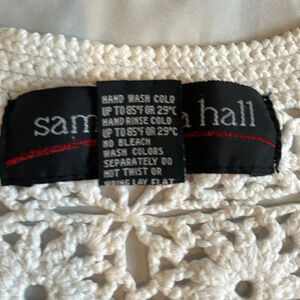 sam a hall
HAND WASH COLD
UP TO 85°F OR 29°C
HAND RINSE COLD
UP TO 85°F OR 29°C
NO BLEACH
WASH COLORS
SEPARATELY DO
NOT TWIST OR
WRING LAY FLAT